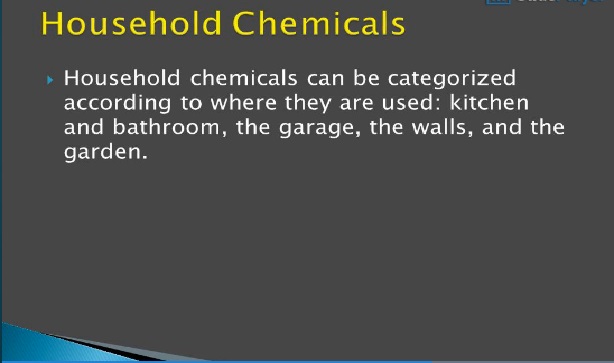 Household Chemicals
Household chemicals can be categorized
according to where they are used: kitchen
and bathroom, the garage, the walls, and the
garden.